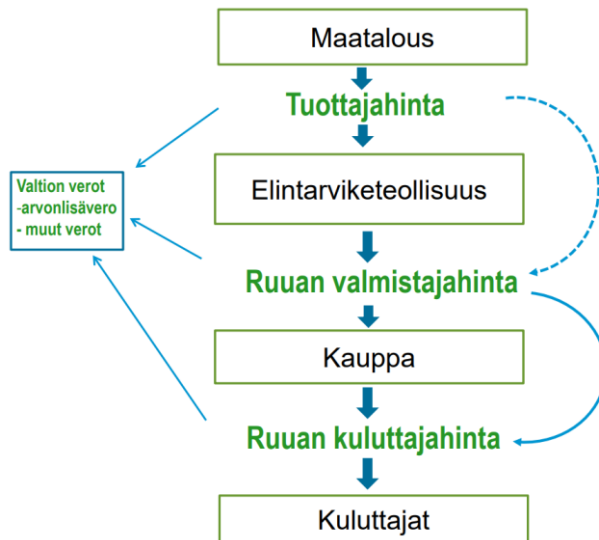 Maatalous
Tuottajahinta
Valtion verot
-arvonlisävero
- muut verot
Elintarviketeollisuus
Ruuan valmistajahinta
Kauppa
Ruuan kuluttajahinta
Kuluttajat